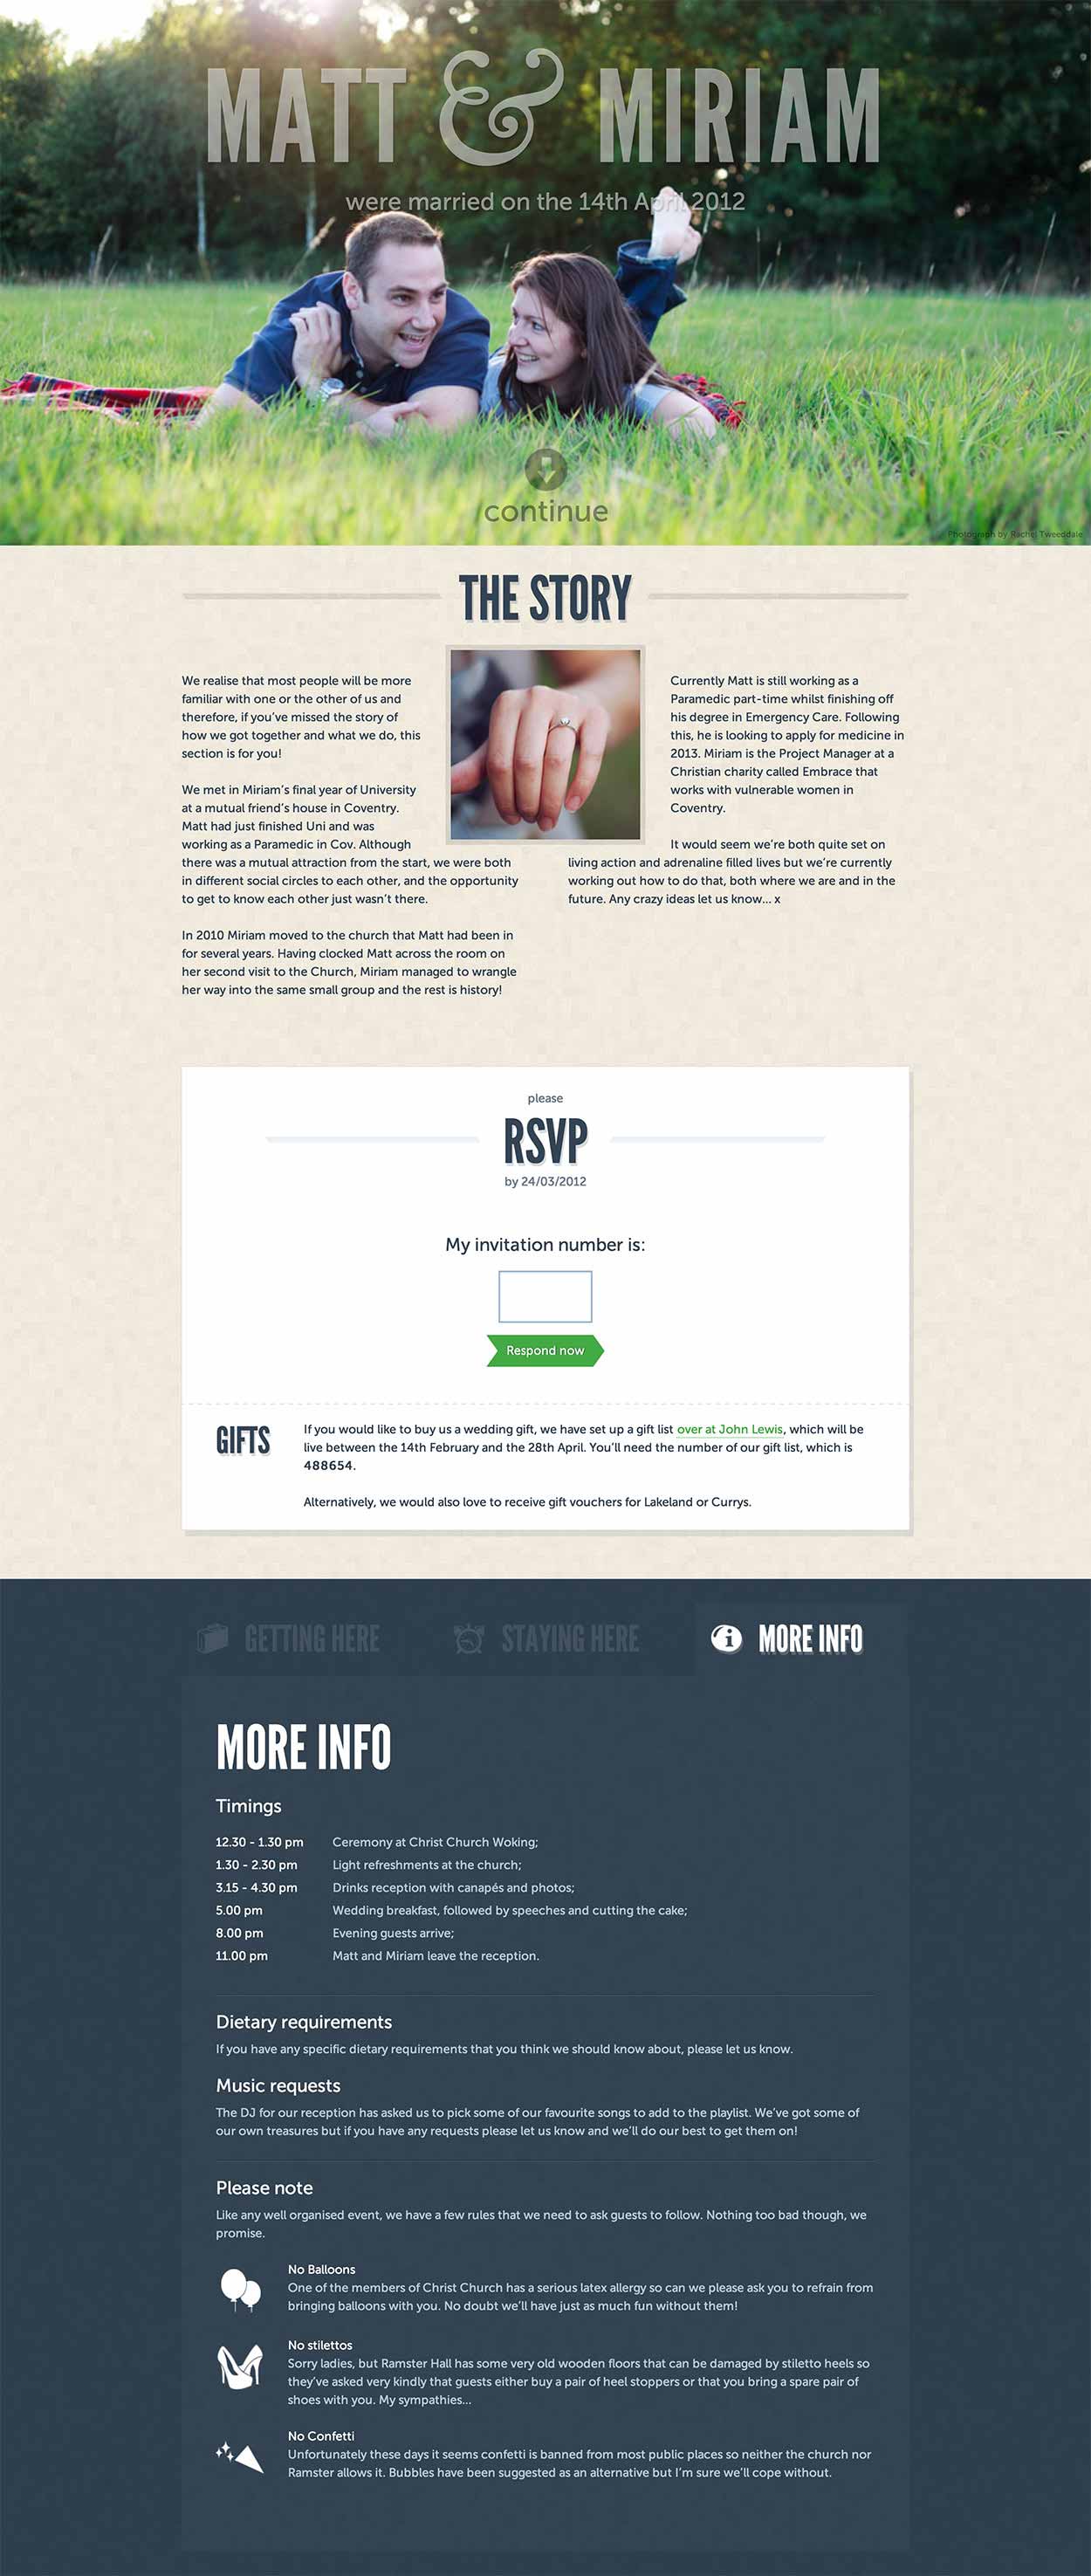 MATT & MIRIAM
were married on the 14th April 2012
continue
Photograph by Rachel Tweeddale
THE STORY
We realise that most people will be more
familiar with one or the other of us and
therefore, if you've missed the story of
how we got together and what we do, this
section is for you!
We met in Miriam's final year of University
at a mutual friend's house in Coventry.
Matt had just finished Uni and was
working as a Paramedic in Cov. Although
there was a mutual attraction from the start, we were both
in different social circles to each other, and the opportunity
to get to know each other just wasn't there.
In 2010 Miriam moved to the church that Matt had been in
for several years. Having clocked Matt across the room on
her second visit to the Church, Miriam managed to wrangle
her way into the same small group and the rest is history!
Currently Matt is still working as a
Paramedic part-time whilst finishing off
his degree in Emergency Care. Following
this, he is looking to apply for medicine in
2013. Miriam is the Project Manager at a
Christian charity called Embrace that
works with vulnerable women in
Coventry.
It would seem we're both quite set on
living action and adrenaline filled lives but we're currently
working out how to do that, both where we are and in the
future. Any crazy ideas let us know... x
please
RSVP
by 24/03/2012
My invitation number is:
Respond now
GIFTS
If you would like to buy us a wedding gift, we have set up a gift list over at John Lewis, which will be
live between the 14th February and the 28th April. You'll need the number of our gift list, which is
488654.
Alternatively, we would also love to receive gift vouchers for Lakeland or Currys.
GETTING HERE
STAYING HERE
MORE INFO
MORE INFO
Timings
12.30 - 1.30 pm Ceremony at Christ Church Woking;
1.30 - 2.30 pm Light refreshments at the church;
3.15 - 4.30 pm Drinks reception with canapés and photos;
5.00 pm Wedding breakfast, followed by speeches and cutting the cake;
8.00 pm Evening guests arrive;
11.00 pm Matt and Miriam leave the reception.
Dietary requirements
If you have any specific dietary requirements that you think we should know about, please let us know.
Music requests
The DJ for our reception has asked us to pick some of our favourite songs to add to the playlist. We've got some of
our own treasures but if you have any requests please let us know and we'll do our best to get them on!
Please note
Like any well organised event, we have a few rules that we need to ask guests to follow. Nothing too bad though, we
promise.
No Balloons
One of the members of Christ Church has a serious latex allergy so can we please ask you to refrain from
bringing balloons with you. No doubt we'll have just as much fun without them!
No stilettos
Sorry ladies, but Ramster Hall has some very old wooden floors that can be damaged by stiletto heels so
they've asked very kindly that guests either buy a pair of heel stoppers or that you bring a spare pair of
shoes with you. My sympathies...
No Confetti
Unfortunately these days it seems confetti is banned from most public places so neither the church nor
Ramster allows it. Bubbles have been suggested as an alternative but I'm sure we'll cope without.